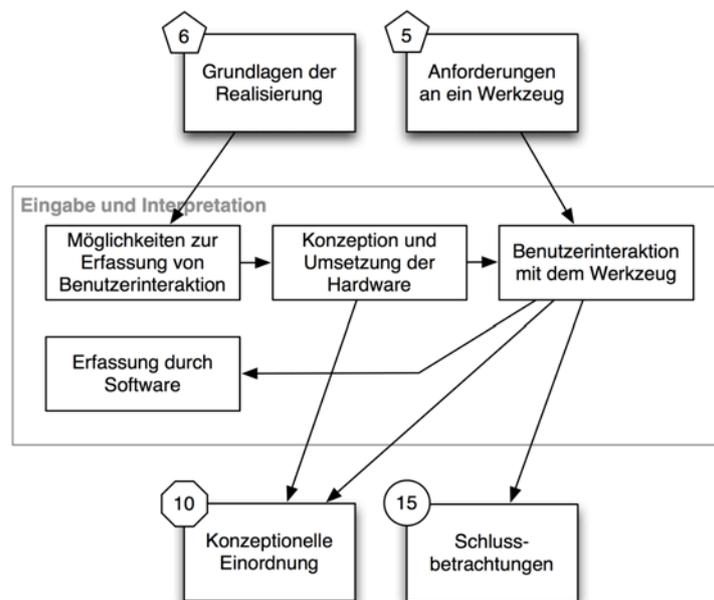 6
Grundlagen der
Realisierung
5
Anforderungen
an ein Werkzeug
Eingabe und Interpretation
Möglichkeiten zur
Erfassung von
Benutzerinteraktion
Konzeption und
Umsetzung der
Hardware
Benutzerinteraktion
mit dem Werkzeug
Erfassung durch
Software
10
Konzeptionelle
Einordnung
15
Schluss-
betrachtungen